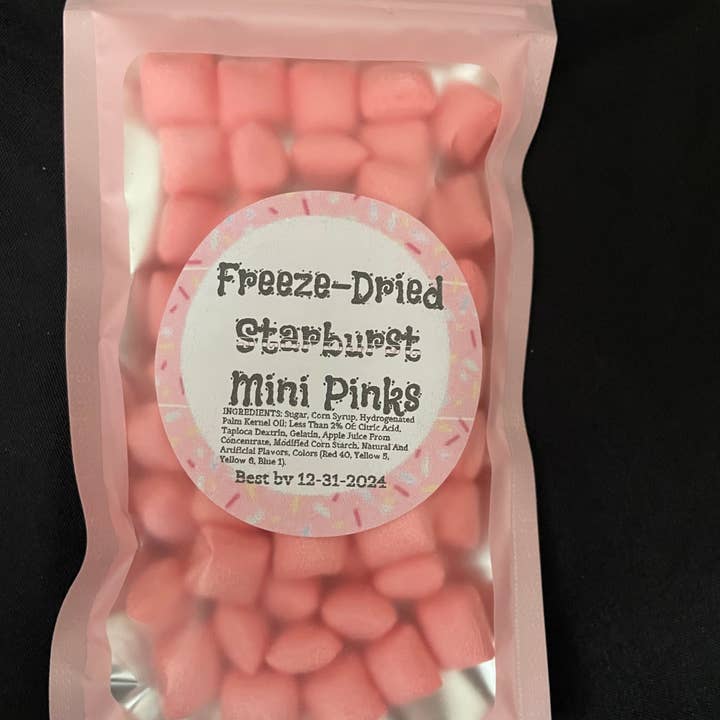 Freeze-Dried
Starburst
Mini Pinks
INGREDIENTS: Sugar, Corn Syrup, Hydrogenated
Palm Kernel Oil; Less Than 2% Of: Citric Acid,
Tapioca Dextrin, Gelatin, Apple Juice From
Concentrate, Modified Corn Starch, Natural And
Artificial Flavors, Colors (Red 40, Yellow 5,
Yellow 6, Blue 1).
Best by 12-31-2024